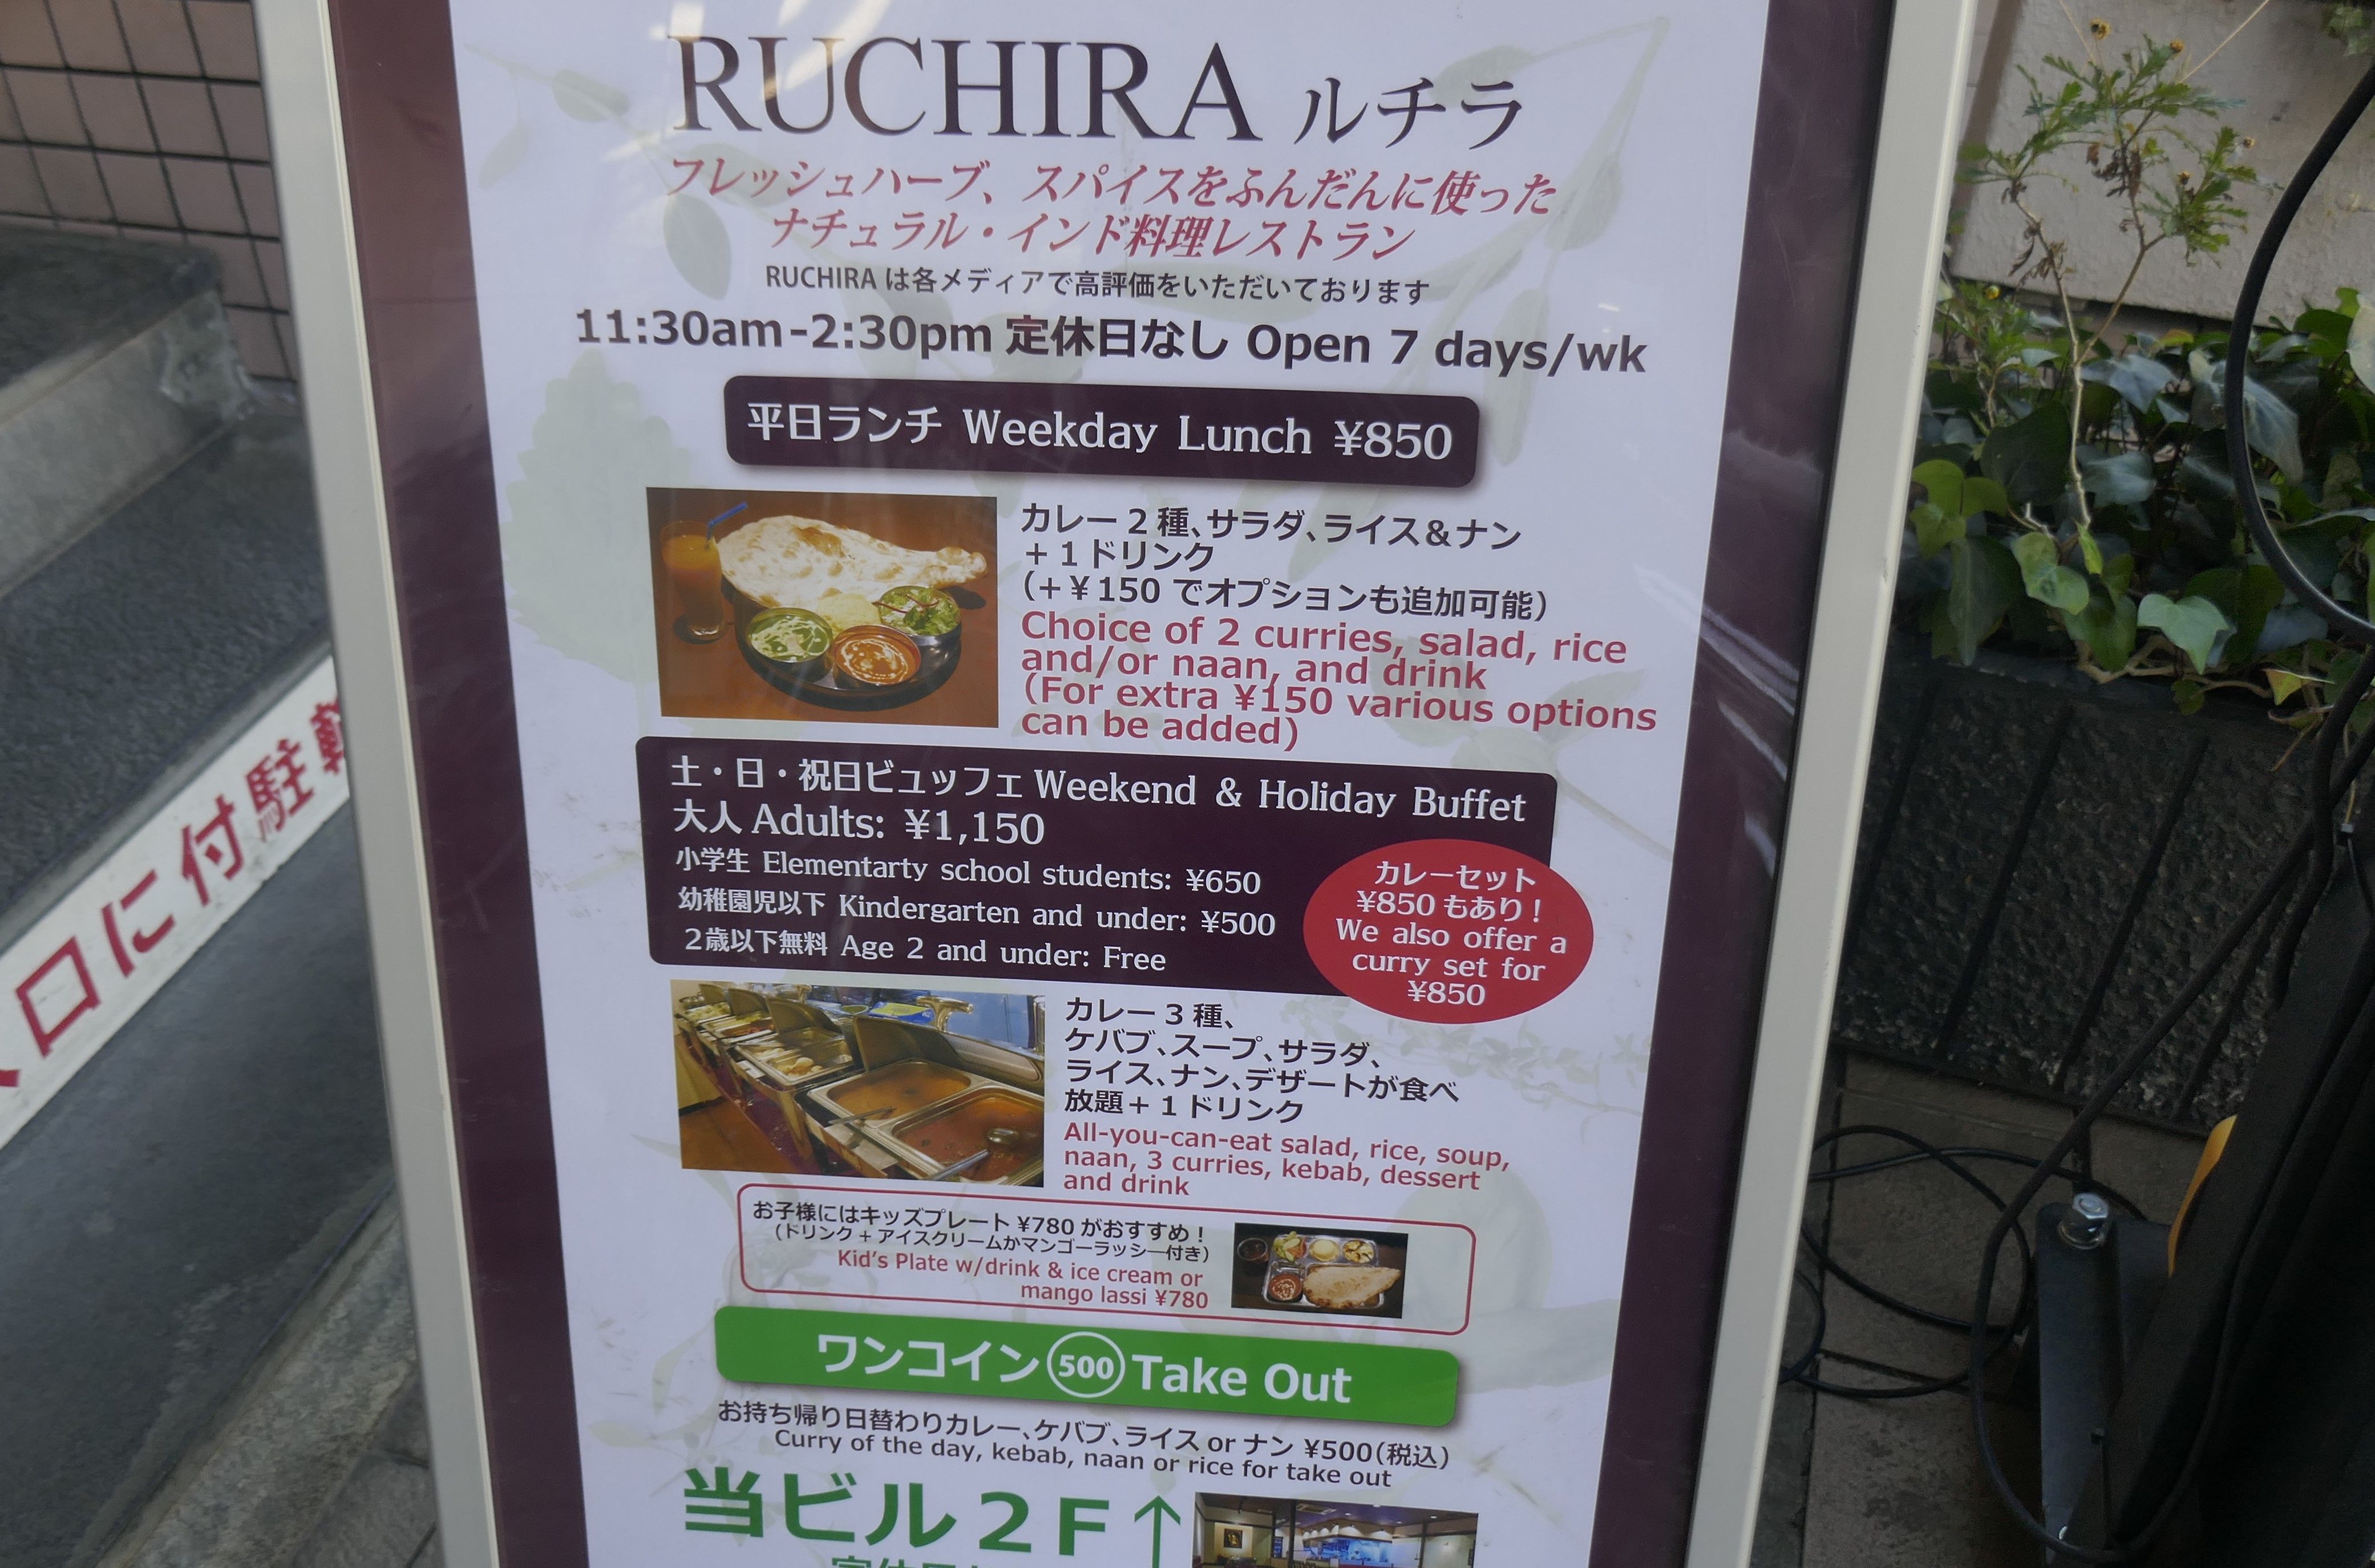 RUCHIRA ルチラ
フレッシュハーブ、スパイスをふんだんに使った
ナチュラル・インド料理レストラン
RUCHIRA は各メディアで高評価をいただいております
11:30am-2:30pm 定休日なし Open 7 days/wk
平日ランチ Weekday Lunch ¥850
カレー2種、サラダ、ライス&ナン
+1ドリンク
(+¥150 でオプションも追加可能)
Choice of 2 curries, salad, rice
and/or naan, and drink
(For extra ¥150 various options
can be added)
土・日・祝日ビュッフェ Weekend & Holiday Buffet
大人 Adults: ¥1,150
小学生 Elementarty school students: ¥650
幼稚園児以下 Kindergarten and under: ¥500
2歳以下無料 Age 2 and under: Free
カレーセット
¥850 もあり!
We also offer a
curry set for
¥850
カレー3種、
ケバブ、スープ、サラダ、
ライス、ナン、デザートが食べ
放題+1ドリンク
All-you-can-eat salad, rice, soup,
naan, 3 curries, kebab, dessert
and drink
お子様にはキッズプレート ¥780 がおすすめ!
(ドリンク+アイスクリームかマンゴーラッシー付き)
Kid's Plate w/drink & ice cream or
mango lassi ¥780
ワンコイン 500 Take Out
お持ち帰り日替わりカレー、ケバブ、ライス or ナン ¥500(税込)
Curry of the day, kebab, naan or rice for take out
当ビル2F↑
口に付駐